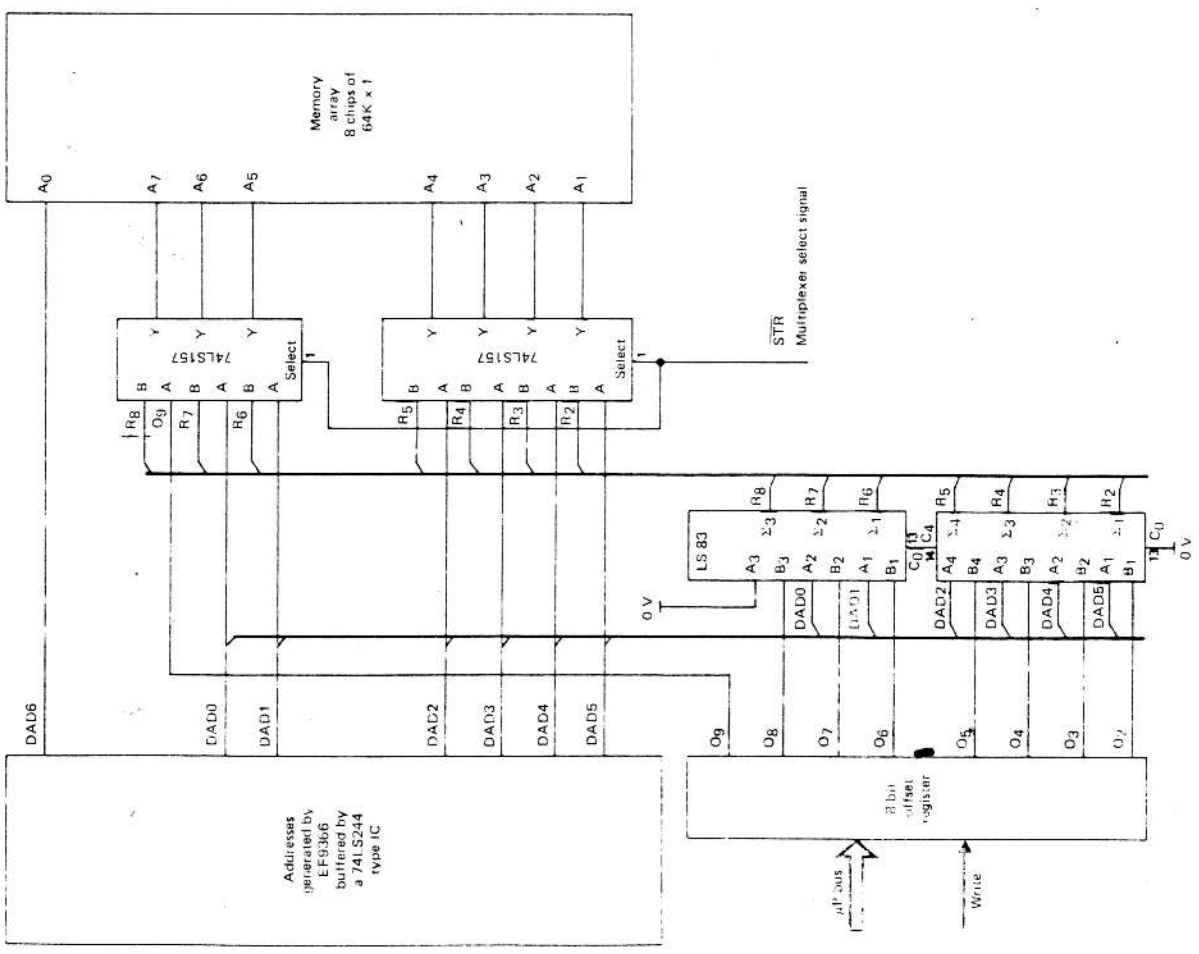 Memory
array
8 chips of
64K x 1
A0
A7
A6
A5
A4
A3
A2
A1
Y
Y
Y
74LS157
Select
1
B
A
B
A
B
A
R8
O9
R7
R6
Y
Y
Y
Y
74LS157
Select
1
B
A
B
A
B
A
B
A
R5
R4
R3
R2
STR
Multiplexer select signal
R8
R7
R6
LS 83
Σ3
Σ2
Σ1
A3
B3
A2
B2
A1
B1
C0
14
13
C4
R5
R4
R3
R2
Σ4
Σ3
Σ2
Σ1
A4
B4
A3
B3
A2
B2
A1
B1
13
C0
0 V
0 V
DAD0
DAD1
DAD2
DAD3
DAD4
DAD5
DAD6
DAD0
DAD1
DAD2
DAD3
DAD4
DAD5
O9
O8
O7
O6
O5
O4
O3
O2
Addresses
generated by
EF9366
buffered by
a 74LS244
type IC
8 bit
offset
register
µP bus
Write